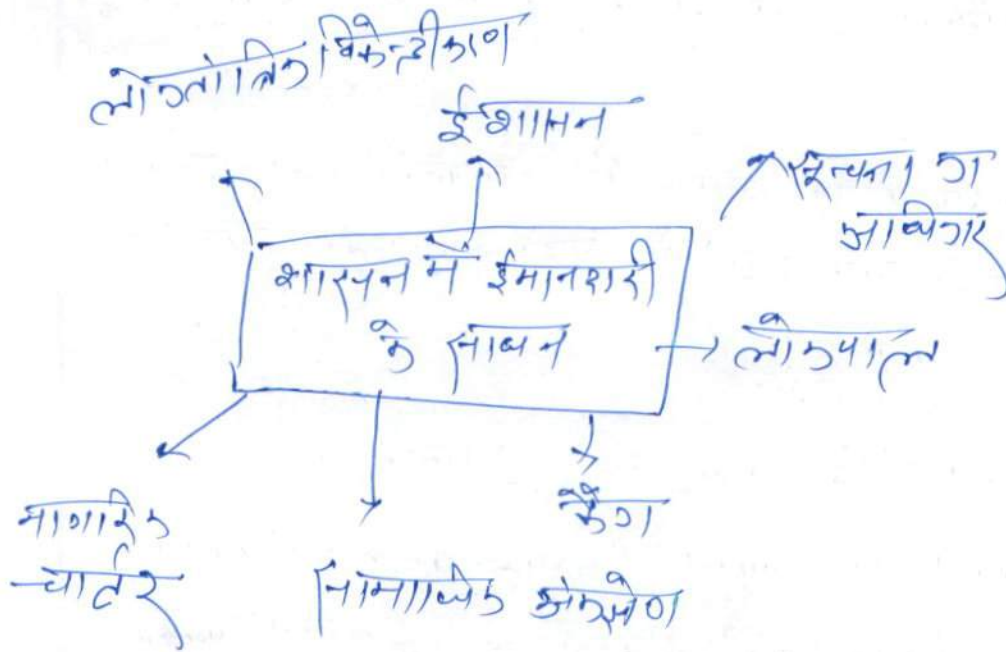 लोकतांत्रिक विकेन्द्रीकरण
ई शासन
सूचना का
अधिकार
शासन में ईमानदारी
के साधन
लोकपाल
नागरिक
चार्टर
सामाजिक अंकेक्षण
कैग